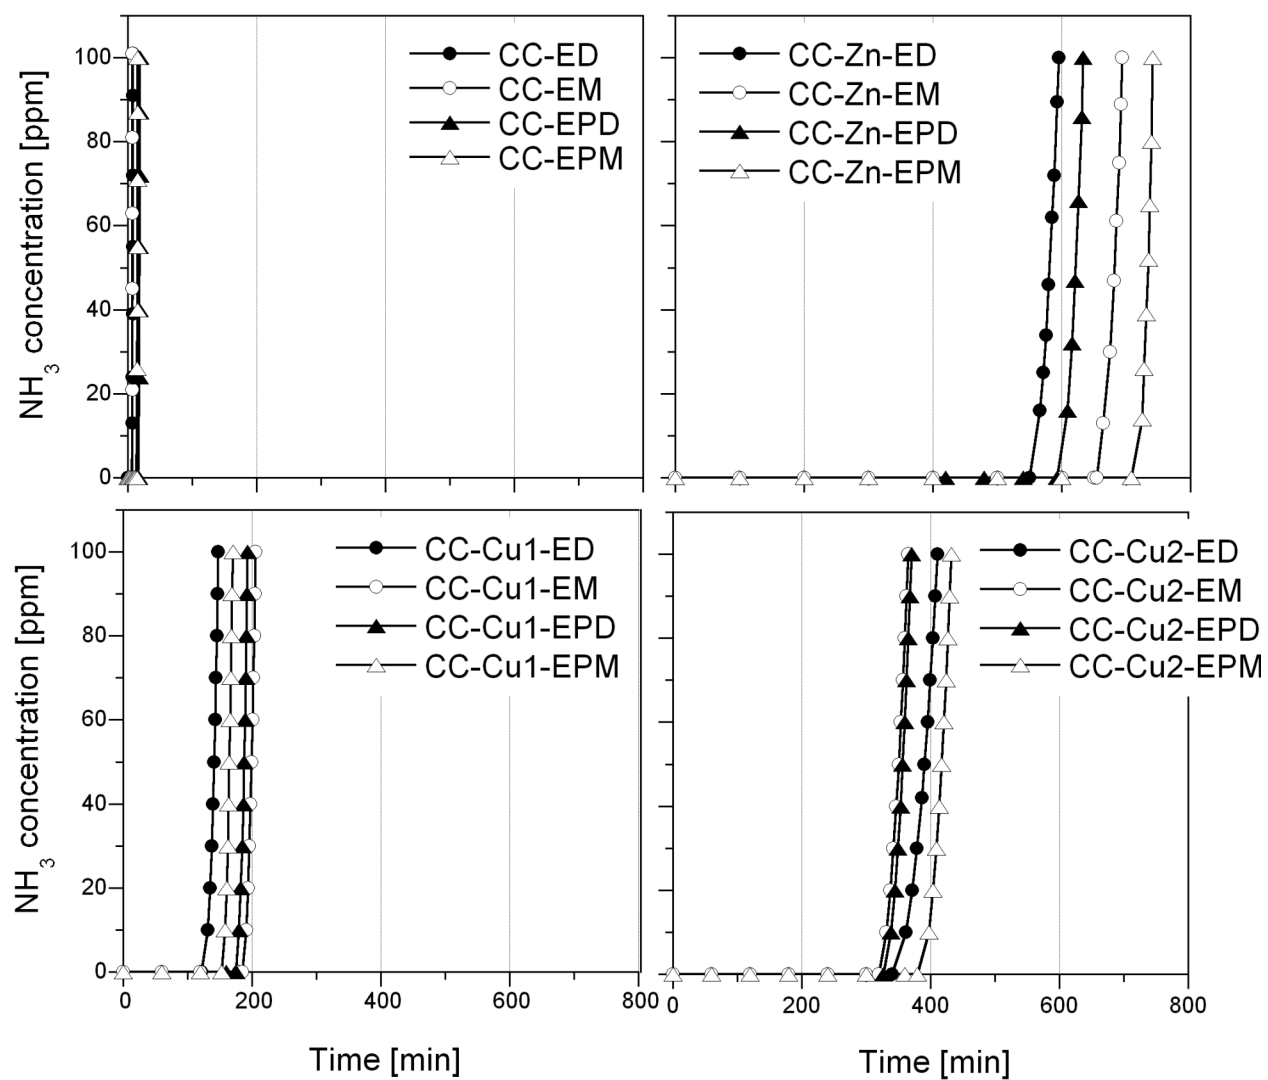 NH₃ concentration [ppm]
100
80
60
40
20
0
CC-ED
CC-EM
CC-EPD
CC-EPM
CC-Zn-ED
CC-Zn-EM
CC-Zn-EPD
CC-Zn-EPM
NH₃ concentration [ppm]
100
80
60
40
20
0
CC-Cu1-ED
CC-Cu1-EM
CC-Cu1-EPD
CC-Cu1-EPM
0 200 400 600 800
Time [min]
CC-Cu2-ED
CC-Cu2-EM
CC-Cu2-EPD
CC-Cu2-EPM
0 200 400 600 800
Time [min]